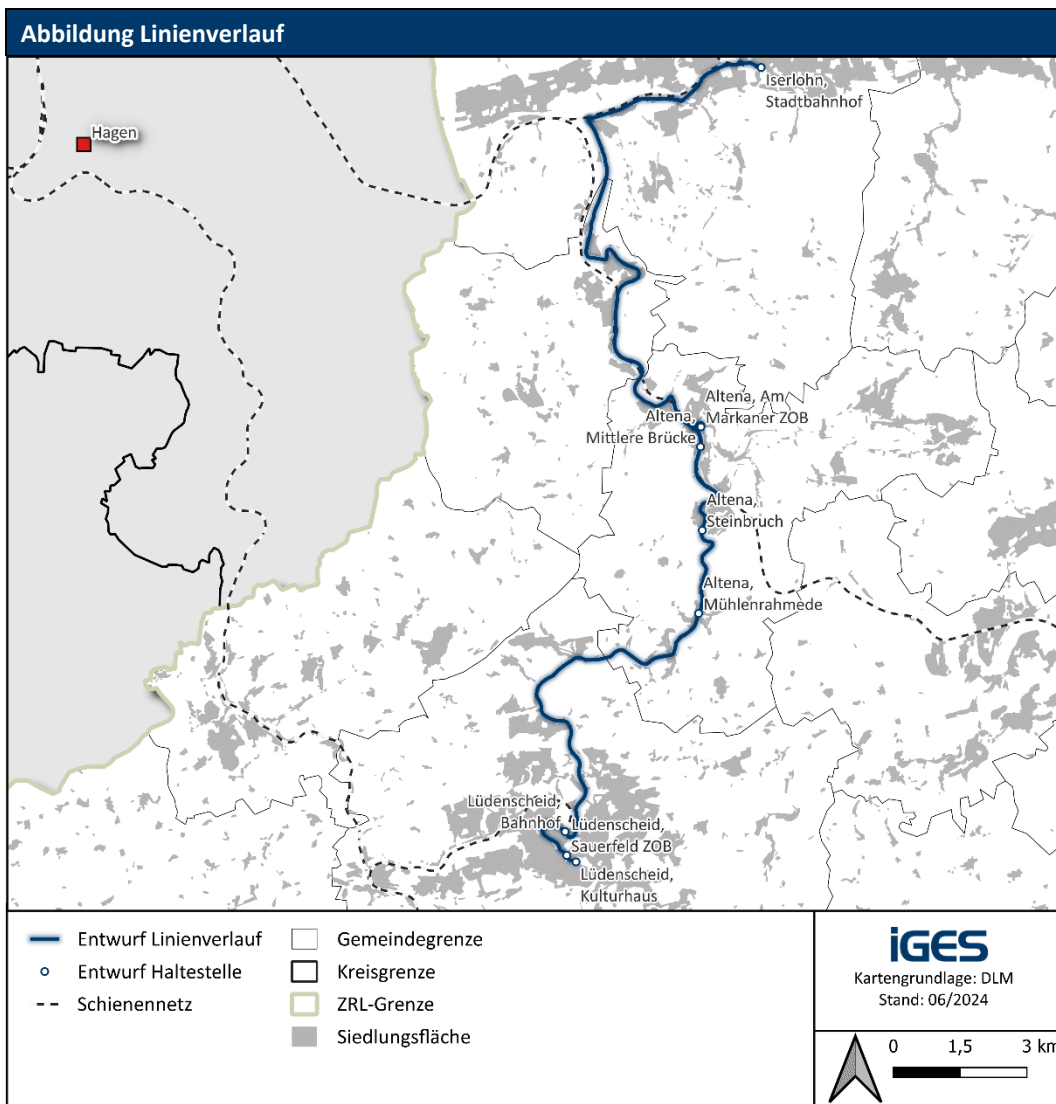 Abbildung Linienverlauf
Iserlohn,
Stadtbahnhof
Hagen
Altena, Am
Markaner ZOB
Altena,
Mittlere Brücke
Altena,
Steinbruch
Altena,
Mühlenrahmede
Lüdenscheid,
Bahnhof
Lüdenscheid,
Sauerfeld ZOB
Lüdenscheid,
Kulturhaus
Entwurf Linienverlauf
Entwurf Haltestelle
Schienennetz
Gemeindegrenze
Kreisgrenze
ZRL-Grenze
Siedlungsfläche
iGES
Kartengrundlage: DLM
Stand: 06/2024
0 1,5 3 km